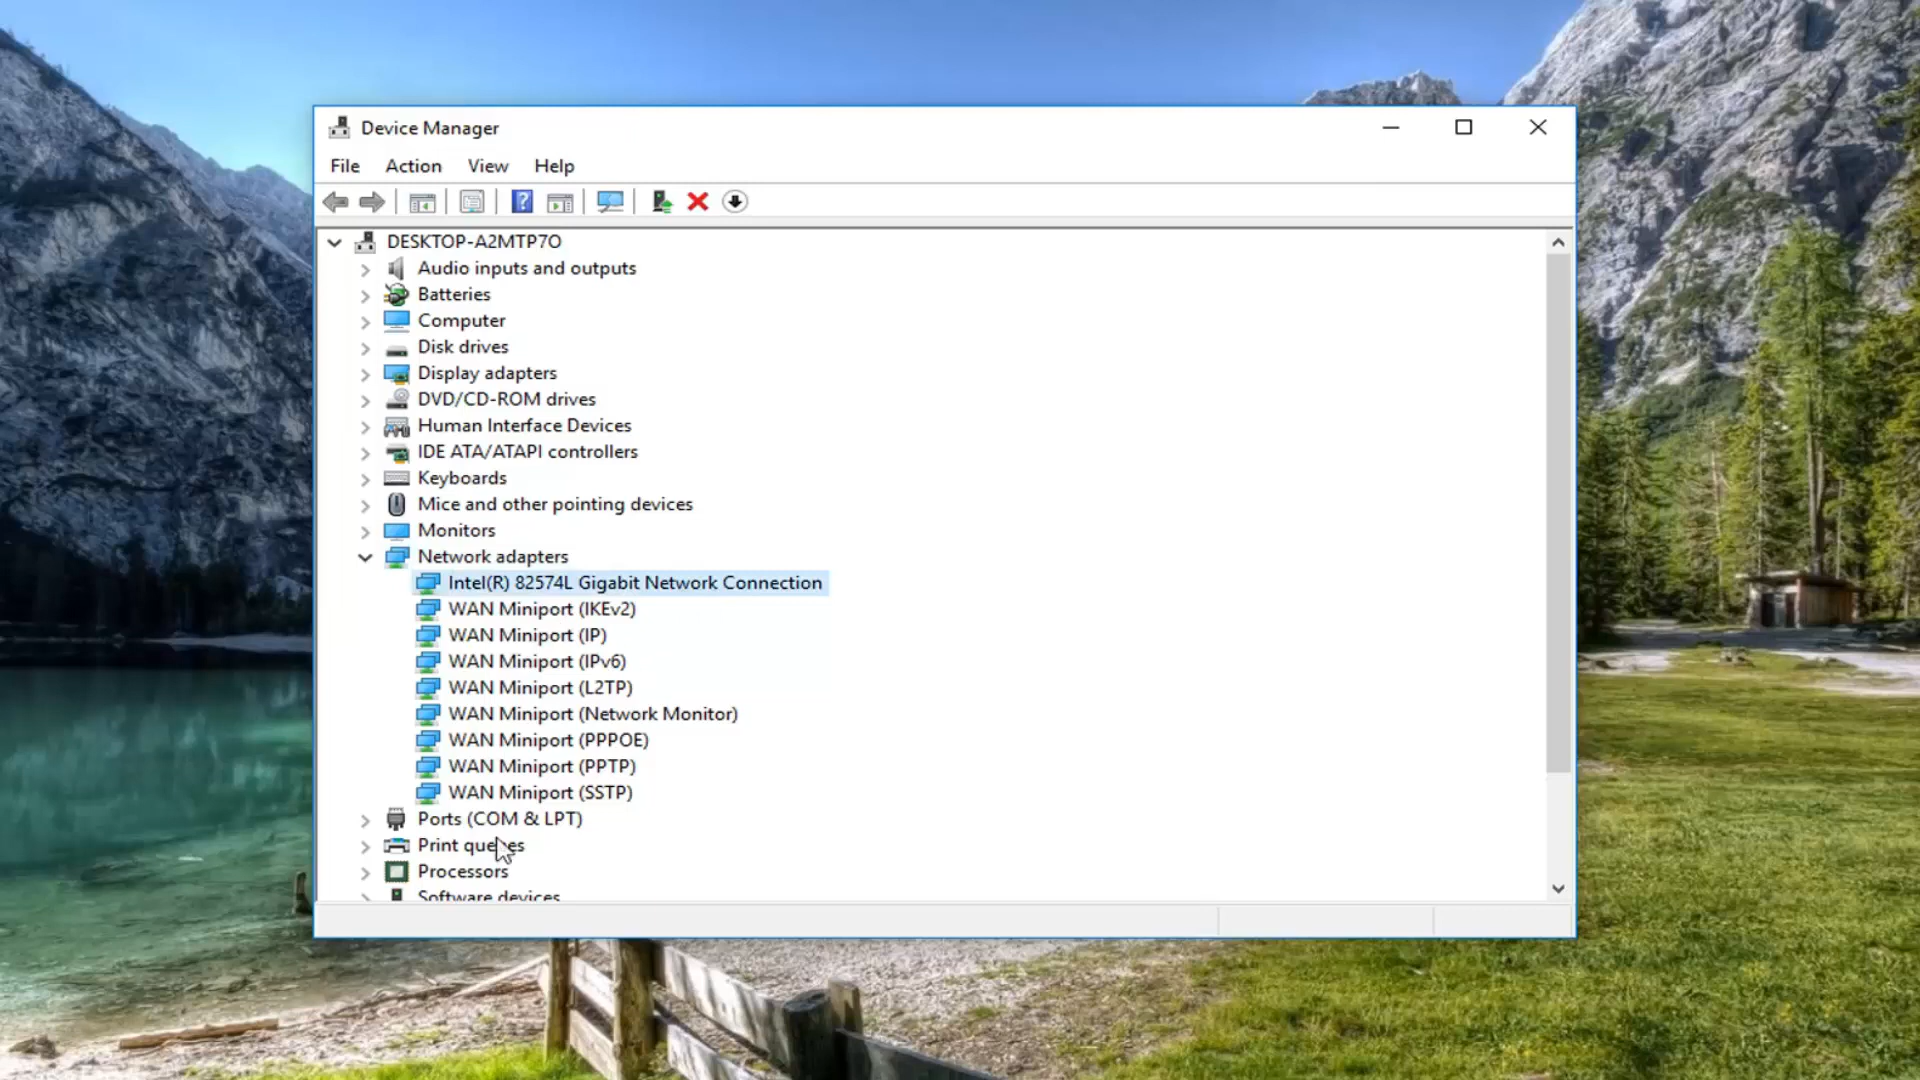 Device Manager
File Action View Help
DESKTOP-A2MTP7O
Audio inputs and outputs
Batteries
Computer
Disk drives
Display adapters
DVD/CD-ROM drives
Human Interface Devices
IDE ATA/ATAPI controllers
Keyboards
Mice and other pointing devices
Monitors
Network adapters
Intel(R) 82574L Gigabit Network Connection
WAN Miniport (IKEv2)
WAN Miniport (IP)
WAN Miniport (IPv6)
WAN Miniport (L2TP)
WAN Miniport (Network Monitor)
WAN Miniport (PPPOE)
WAN Miniport (PPTP)
WAN Miniport (SSTP)
Ports (COM & LPT)
Print queues
Processors
Software devices